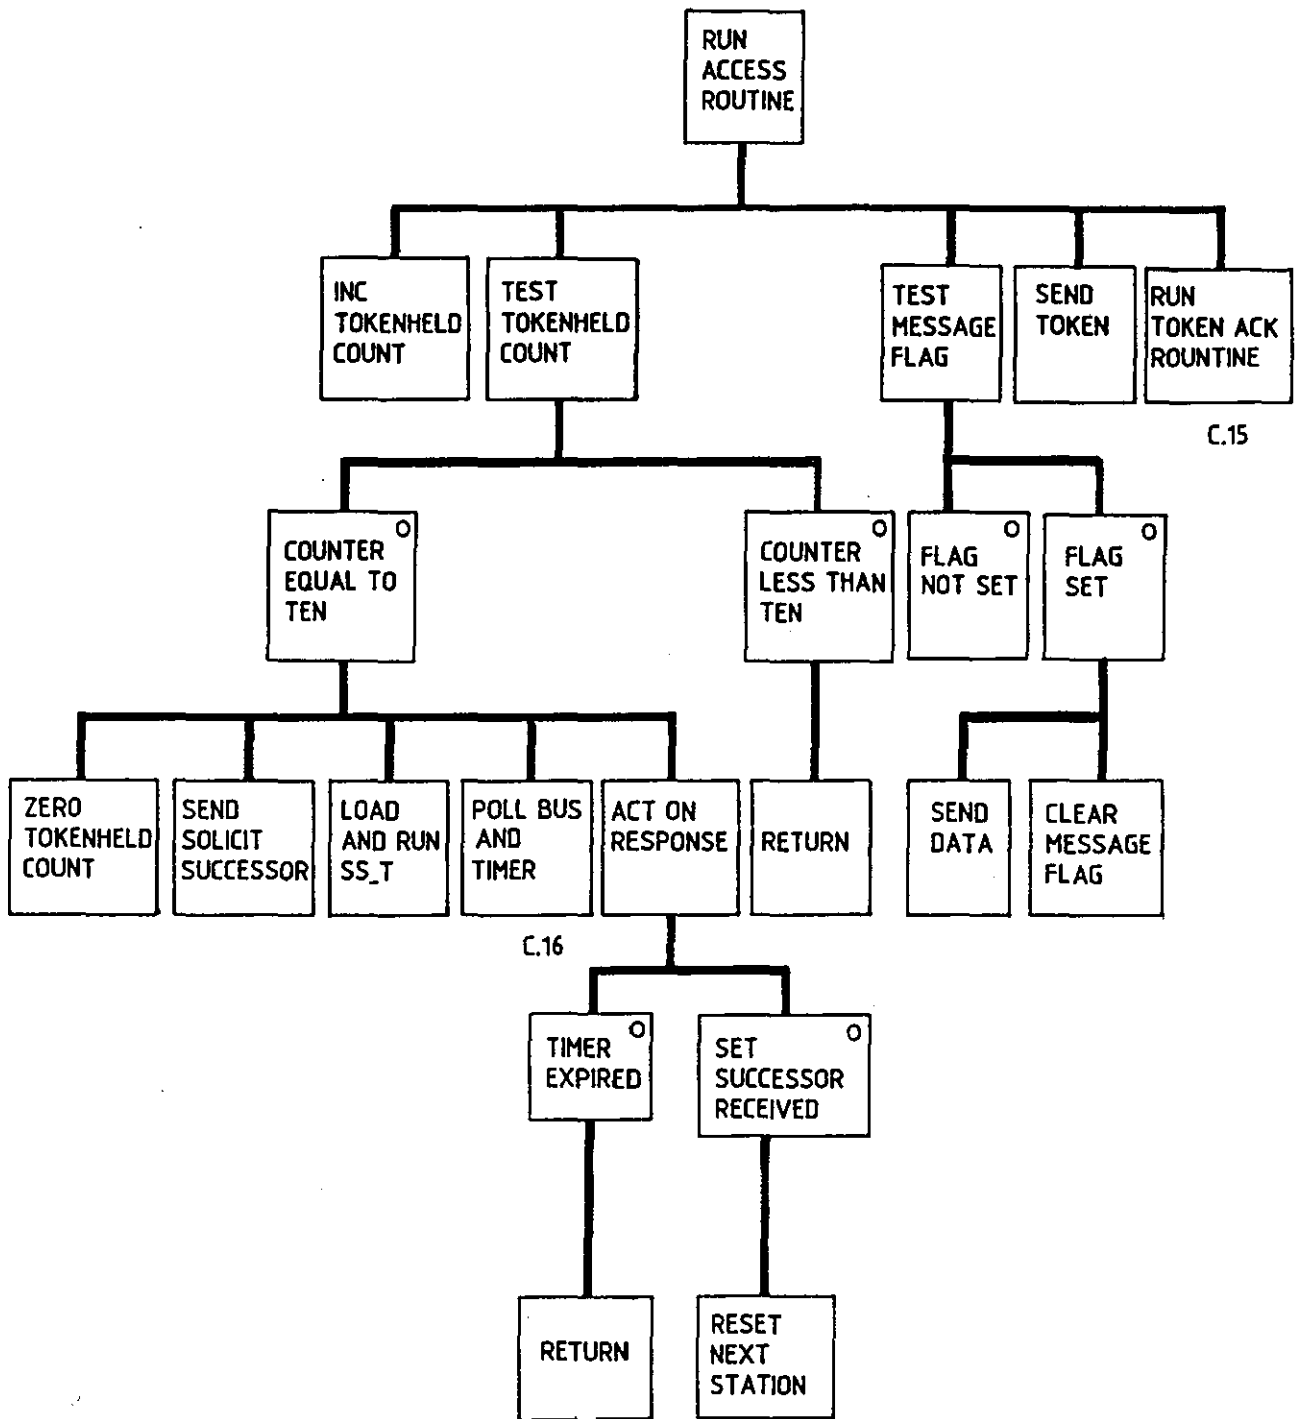 RUN
ACCESS
ROUTINE
INC
TOKENHELD
COUNT
TEST
TOKENHELD
COUNT
TEST
MESSAGE
FLAG
SEND
TOKEN
RUN
TOKEN ACK
ROUNTINE
C.15
COUNTER
EQUAL TO
TEN
O
COUNTER
LESS THAN
TEN
O
FLAG
NOT SET
O
FLAG
SET
O
ZERO
TOKENHELD
COUNT
SEND
SOLICIT
SUCCESSOR
LOAD
AND RUN
SS_T
POLL BUS
AND
TIMER
C.16
ACT ON
RESPONSE
RETURN
SEND
DATA
CLEAR
MESSAGE
FLAG
TIMER
EXPIRED
O
SET
SUCCESSOR
RECEIVED
O
RETURN
RESET
NEXT
STATION